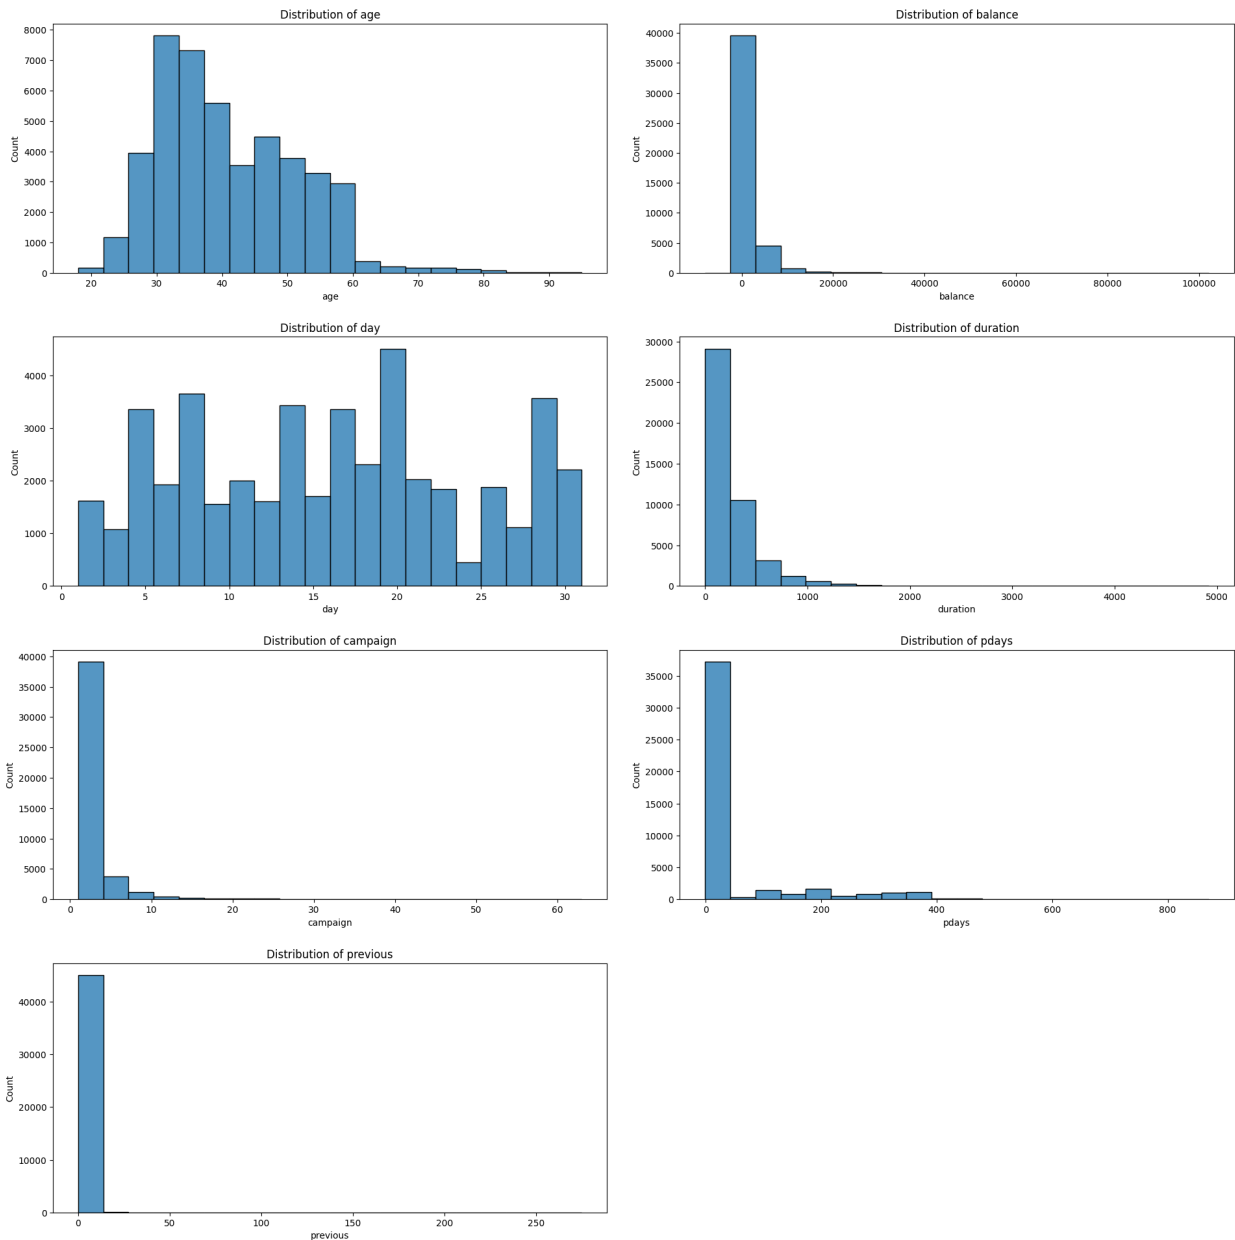 Distribution of age
Count
8000
7000
6000
5000
4000
3000
2000
1000
0
20 30 40 50 60 70 80 90
age
Distribution of balance
Count
40000
35000
30000
25000
20000
15000
10000
5000
0
0 20000 40000 60000 80000 100000
balance
Distribution of day
Count
4000
3000
2000
1000
0
0 5 10 15 20 25 30
day
Distribution of duration
Count
30000
25000
20000
15000
10000
5000
0
0 1000 2000 3000 4000 5000
duration
Distribution of campaign
Count
40000
35000
30000
25000
20000
15000
10000
5000
0
0 10 20 30 40 50 60
campaign
Distribution of pdays
Count
35000
30000
25000
20000
15000
10000
5000
0
0 200 400 600 800
pdays
Distribution of previous
Count
40000
30000
20000
10000
0
0 50 100 150 200 250
previous